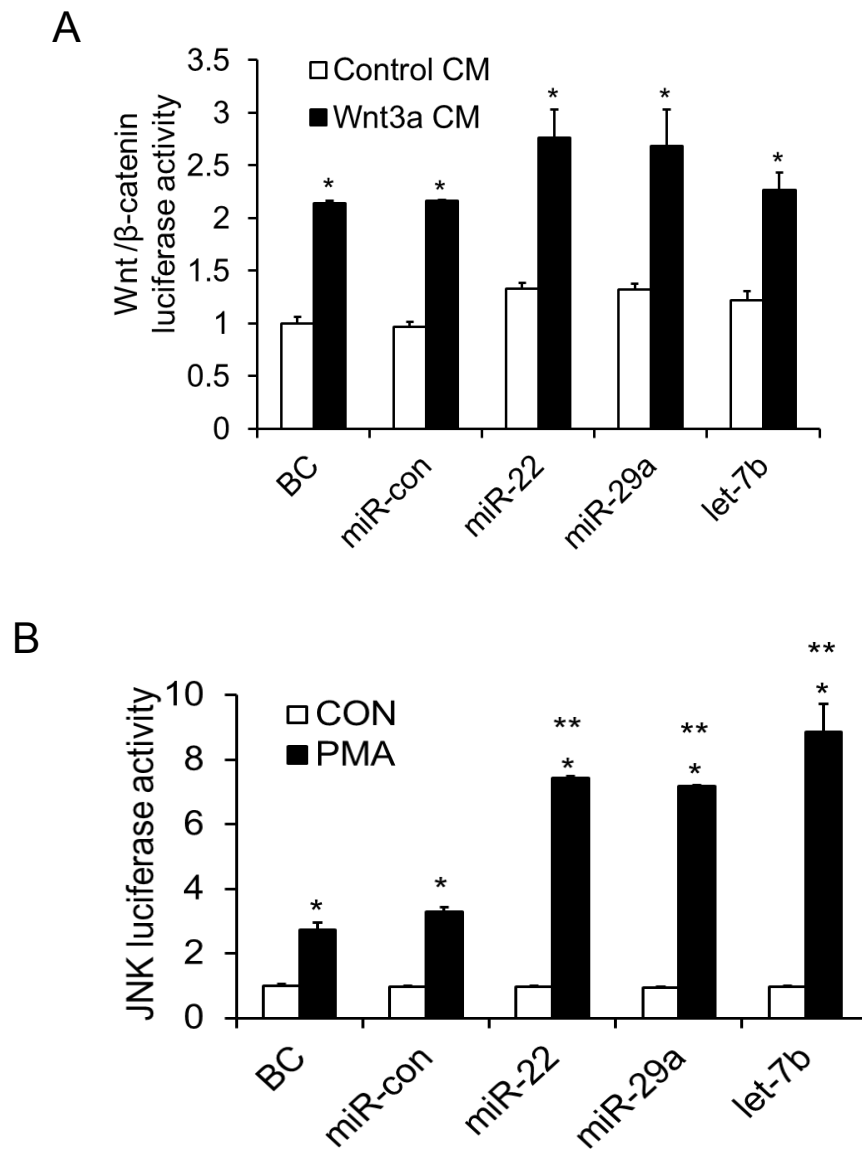 A
Wnt/β-catenin
luciferase activity
3.5
3
2.5
2
1.5
1
0.5
0
Control CM
Wnt3a CM
*
*
*
*
*
BC
miR-con
miR-22
miR-29a
let-7b
B
JNK luciferase activity
10
8
6
4
2
0
CON
PMA
*
*
**
*
**
*
**
*
BC
miR-con
miR-22
miR-29a
let-7b